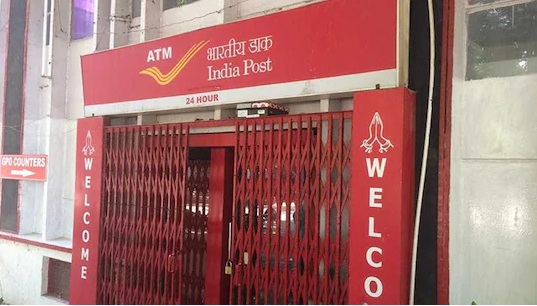 ATM
भारतीय डाक
India Post
24 HOUR
GPO COUNTERS
WELCOME
WELCO